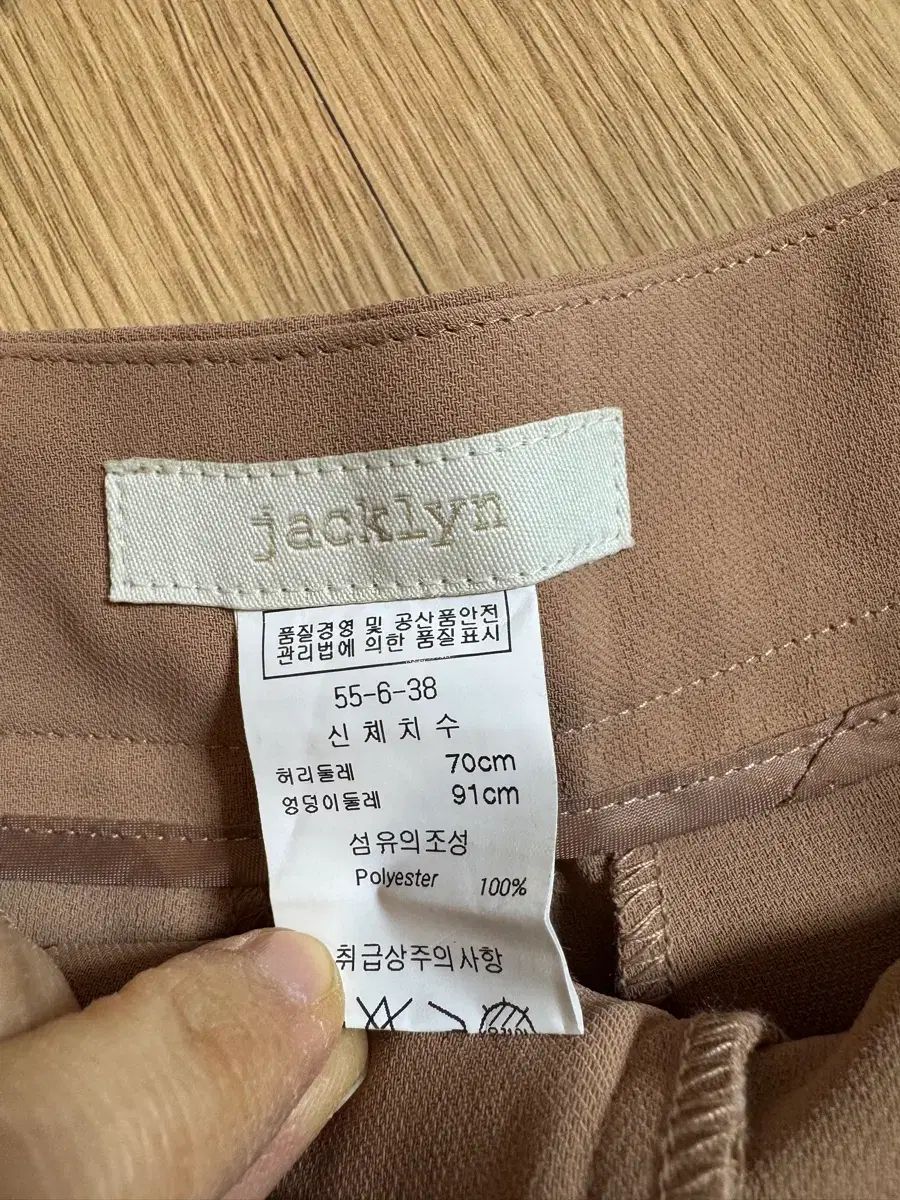 jacklyn
품질경영 및 공산품안전
관리법에 의한 품질표시
55-6-38
신체치수
허리둘레 70cm
엉덩이둘레 91cm
섬유의조성
Polyester 100%
취급상주의사항